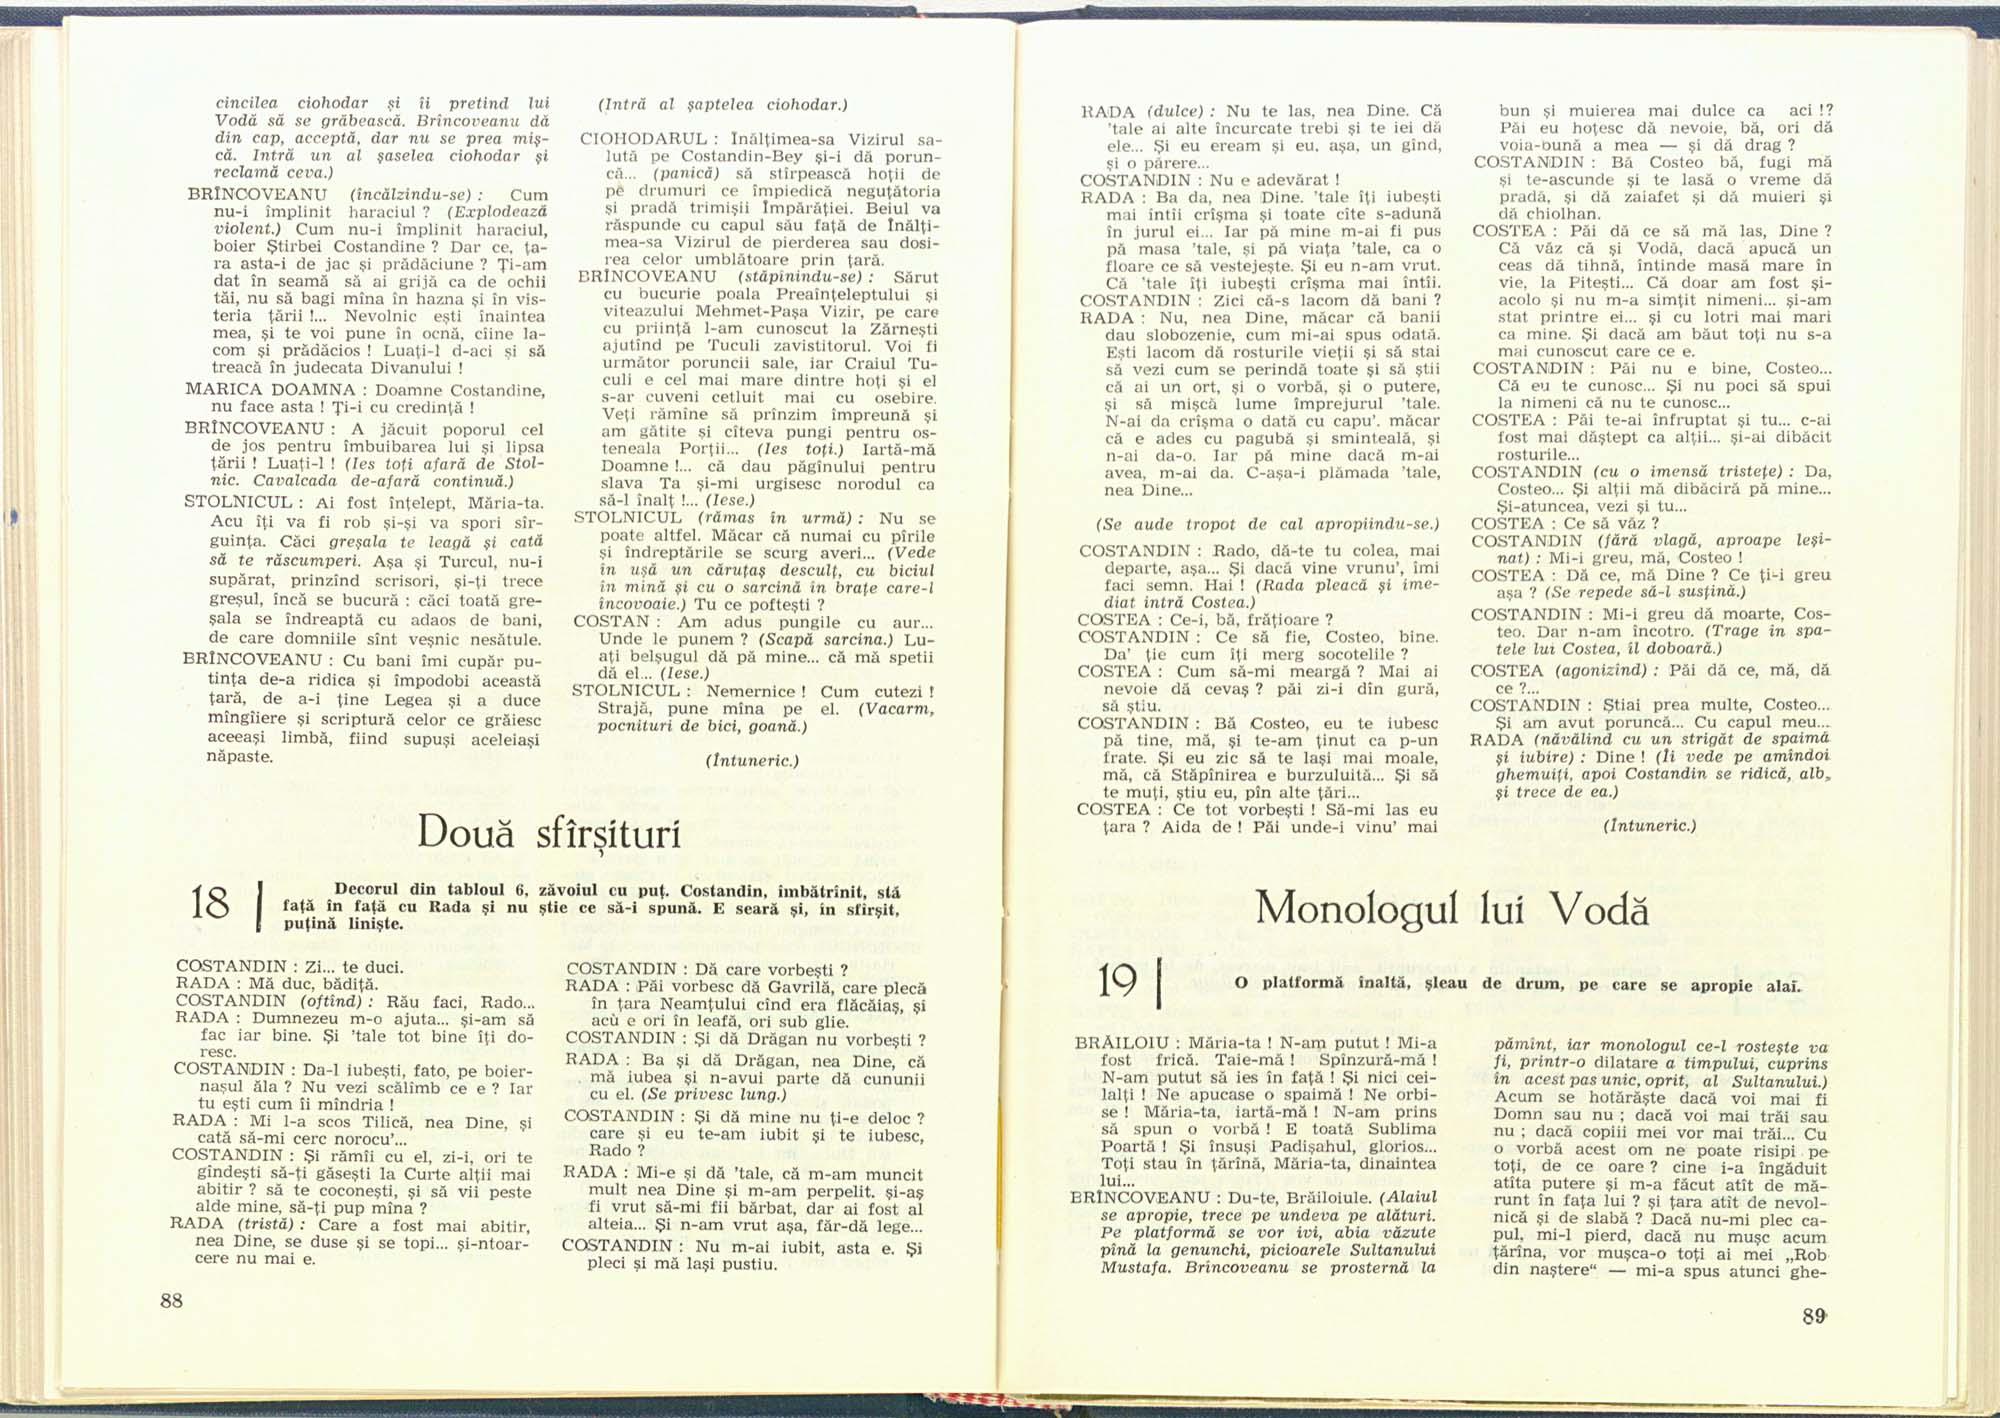 cincilea ciohodar și îi pretind lui
Vodă să se grăbească. Brîncoveanu dă
din cap, acceptă, dar nu se prea miș-
că. Intră un al șaselea ciohodar și
reclamă ceva.)
BRÎNCOVEANU (încălzindu-se) : Cum
nu-i împlinit haraciul ? (Explodează
violent.) Cum nu-i împlinit haraciul,
boier Știrbei Costandine ? Dar ce, ța-
ra asta-i de jac și prădăciune ? Ți-am
dat în seamă să ai grijă ca de ochii
tăi, nu să bagi mîna în hazna și în vis-
teria țării !... Nevolnic ești înaintea
mea, și te voi pune în ocnă, cîine la-
com și prădăcios ! Luați-l d-aci și să
treacă în judecata Divanului !
MARICA DOAMNA : Doamne Costandine,
nu face asta ! Ți-i cu credință !
BRÎNCOVEANU : A jăcuit poporul cel
de jos pentru îmbuibarea lui și lipsa
țării ! Luați-l ! (Ies toți afară de Stol-
nic. Cavalcada de-afară continuă.)
STOLNICUL : Ai fost înțelept, Măria-ta.
Acu îți va fi rob și-și va spori sîr-
guința. Căci greșala te leagă și cată
să te răscumperi. Așa și Turcul, nu-i
supărat, prinzînd scrisori, și-ți trece
greșul, încă se bucură : căci toată gre-
șala se îndreaptă cu adaos de bani,
de care domniile sînt veșnic nesătule.
BRÎNCOVEANU : Cu bani îmi cupăr pu-
tința de-a ridica și împodobi această
țară, de a-i ține Legea și a duce
mîngîiere și scriptură celor ce grăiesc
aceeași limbă, fiind supuși aceleiași
năpaste.
(Intră al șaptelea ciohodar.)
CIOHODARUL : Înălțimea-sa Vizirul sa-
lută pe Costandin-Bey și-i dă porun-
că... (panică) să stîrpească hoții de
pe drumuri ce împiedică neguțătoria
și pradă trimișii Împărăției. Beiul va
răspunde cu capul său față de Înălți-
mea-sa Vizirul de pierderea sau dosi-
rea celor umblătoare prin țară.
BRÎNCOVEANU (stăpînindu-se) : Sărut
cu bucurie poala Preaînțeleptului și
viteazului Mehmet-Pașa Vizir, pe care
cu priință l-am cunoscut la Zărnești
ajutînd pe Tuculi zavistitorul. Voi fi
următor poruncii sale, iar Craiul Tu-
culi e cel mai mare dintre hoți și el
s-ar cuveni cetluit mai cu osebire.
Veți rămîne să prînzim împreună și
am gătite și cîteva pungi pentru os-
teneala Porții... (Ies toți.) Iartă-mă
Doamne !... că dau păgînului pentru
slava Ta și-mi urgisesc norodul ca
să-l înalț !... (Iese.)
STOLNICUL (rămas în urmă) : Nu se
poate altfel. Măcar că numai cu pîrile
și îndreptările se scurg averi... (Vede
în ușă un căruțaș desculț, cu biciul
în mînă și cu o sarcină în brațe care-l
încovoaie.) Tu ce poftești ?
COSTAN : Am adus pungile cu aur...
Unde le punem ? (Scapă sarcina.) Lu-
ați belșugul dă pă mine... că mă spetii
dă el... (Iese.)
STOLNICUL : Nemernice ! Cum cutezi !
Strajă, pune mîna pe el. (Vacarm,
pocnituri de bici, goană.)
(Întuneric.)
Două sfîrșituri
18
Decorul din tabloul 6, zăvoiul cu puț. Costandin, îmbătrînit, stă
față în față cu Rada și nu știe ce să-i spună. E seară și, în sfîrșit,
puțină liniște.
COSTANDIN : Zi... te duci.
RADA : Mă duc, bădiță.
COSTANDIN (oftînd) : Rău faci, Rado...
RADA : Dumnezeu m-o ajuta... și-am să
fac iar bine. Și 'tale tot bine îți do-
resc.
COSTANDIN : Da-l iubești, fato, pe boier-
nașul ăla ? Nu vezi scălîmb ce e ? Iar
tu ești cum îi mîndria !
RADA : Mi l-a scos Tilică, nea Dine, și
cată să-mi cerc norocu'...
COSTANDIN : Și rămîi cu el, zi-i, ori te
gîndești să-ți găsești la Curte alții mai
abitir ? să te coconești, și să vii peste
alde mine, să-ți pup mîna ?
RADA (tristă) : Care a fost mai abitir,
nea Dine, se duse și se topi... și-ntoar-
cere nu mai e.
COSTANDIN : Dă care vorbești ?
RADA : Păi vorbesc dă Gavrilă, care plecă
în țara Neamțului cînd era flăcăiaș, și
acù e ori în leafă, ori sub glie.
COSTANDIN : Și dă Drăgan nu vorbești ?
RADA : Ba și dă Drăgan, nea Dine, că
mă iubea și n-avui parte dă cununii
cu el. (Se privesc lung.)
COSTANDIN : Și dă mine nu ți-e deloc ?
care și eu te-am iubit și te iubesc,
Rado ?
RADA : Mi-e și dă 'tale, că m-am muncit
mult nea Dine și m-am perpelit. și-aș
fi vrut să-mi fii bărbat, dar ai fost al
alteia... Și n-am vrut așa, făr-dă lege...
COSTANDIN : Nu m-ai iubit, asta e. Și
pleci și mă lași pustiu.
88
RADA (dulce) : Nu te las, nea Dine. Că
'tale ai alte încurcate trebi și te iei dă
ele... Și eu eream și eu, așa, un gînd,
și o părere...
COSTANDIN : Nu e adevărat !
RADA : Ba da, nea Dine. 'tale îți iubești
mai întîi crîșma și toate cîte s-adună
în jurul ei... Iar pă mine m-ai fi pus
pă masa 'tale, și pă viața 'tale, ca o
floare ce să vestejește. Și eu n-am vrut.
Că 'tale îți iubești crîșma mai întîi.
COSTANDIN : Zici că-s lacom dă bani ?
RADA : Nu, nea Dine, măcar că banii
dau slobozenie, cum mi-ai spus odată.
Ești lacom dă rosturile vieții și să stai
să vezi cum se perindă toate și să știi
că ai un ort, și o vorbă, și o putere,
și să mișcă lume împrejurul 'tale.
N-ai da crîșma o dată cu capu'. măcar
că e ades cu pagubă și sminteală, și
n-ai da-o. Iar pă mine dacă m-ai
avea, m-ai da. C-așa-i plămada 'tale,
nea Dine...
(Se aude tropot de cal apropiindu-se.)
COSTANDIN : Rado, dă-te tu colea, mai
departe, așa... Și dacă vine vrunu', îmi
faci semn. Hai ! (Rada pleacă și ime-
diat intră Costea.)
COSTEA : Ce-i, bă, frățioare ?
COSTANDIN : Ce să fie, Costeo, bine.
Da' ție cum îți merg socotelile ?
COSTEA : Cum să-mi meargă ? Mai ai
nevoie dă cevaș ? păi zi-i dîn gură,
să știu.
COSTANDIN : Bă Costeo, eu te iubesc
pă tine, mă, și te-am ținut ca p-un
frate. Și eu zic să te lași mai moale,
mă, că Stăpînirea e burzuluită... Și să
te muți, știu eu, pîn alte țări...
COSTEA : Ce tot vorbești ! Să-mi las eu
țara ? Aida de ! Păi unde-i vinu' mai
bun și muierea mai dulce ca aci !?
Păi eu hoțesc dă nevoie, bă, ori dă
voia-bună a mea — și dă drag ?
COSTANDIN : Bă Costeo bă, fugi mă
și te-ascunde și te lasă o vreme dă
pradă, și dă zaiafet și dă muieri și
dă chiolhan.
COSTEA : Păi dă ce să mă las, Dine ?
Că văz că și Vodă, dacă apucă un
ceas dă tihnă, întinde masă mare în
vie, la Pitești... Că doar am fost și-
acolo și nu m-a simțit nimeni... și-am
stat printre ei... și cu lotri mai mari
ca mine. Și dacă am băut toți nu s-a
mai cunoscut care ce e.
COSTANDIN : Păi nu e bine, Costeo...
Că eu te cunosc... Și nu poci să spui
la nimeni că nu te cunosc...
COSTEA : Păi te-ai înfruptat și tu... c-ai
fost mai dăștept ca alții... și-ai dibăcit
rosturile...
COSTANDIN (cu o imensă tristețe) : Da,
Costeo... Și alții mă dibăciră pă mine...
Și-atuncea, vezi și tu...
COSTEA : Ce să văz ?
COSTANDIN (fără vlagă, aproape leși-
nat) : Mi-i greu, mă, Costeo !
COSTEA : Dă ce, mă Dine ? Ce ți-i greu
așa ? (Se repede să-l susțină.)
COSTANDIN : Mi-i greu dă moarte, Cos-
teo. Dar n-am încotro. (Trage în spa-
tele lui Costea, îl doboară.)
COSTEA (agonizînd) : Păi dă ce, mă, dă
ce ?...
COSTANDIN : Știai prea multe, Costeo...
Și am avut poruncă... Cu capul meu...
RADA (năvălind cu un strigăt de spaimă
și iubire) : Dine ! (Îi vede pe amîndoi
ghemuiți, apoi Costandin se ridică, alb,
și trece de ea.)
(Întuneric.)
Monologul lui Vodă
19
O platformă înaltă, șleau de drum, pe care se apropie alai.
BRĂILOIU : Măria-ta ! N-am putut ! Mi-a
fost frică. Taie-mă ! Spînzură-mă !
N-am putut să ies în față ! Și nici cei-
lalți ! Ne apucase o spaimă ! Ne orbi-
se ! Măria-ta, iartă-mă ! N-am prins
să spun o vorbă ! E toată Sublima
Poartă ! Și însuși Padișahul, glorios...
Toți stau în țărînă, Măria-ta, dinaintea
lui...
BRÎNCOVEANU : Du-te, Brăiloiule. (Alaiul
se apropie, trece pe undeva pe alături.
Pe platformă se vor ivi, abia văzute
pînă la genunchi, picioarele Sultanului
Mustafa. Brîncoveanu se prosternă la
pămînt, iar monologul ce-l rostește va
fi, printr-o dilatare a timpului, cuprins
în acest pas unic, oprit, al Sultanului.)
Acum se hotărăște dacă voi mai fi
Domn sau nu ; dacă voi mai trăi sau
nu ; dacă copiii mei vor mai trăi... Cu
o vorbă acest om ne poate risipi pe
toți, de ce oare ? cine i-a îngăduit
atîta putere și m-a făcut atît de mă-
runt în fața lui ? și țara atît de nevol-
nică și de slabă ? Dacă nu-mi plec ca-
pul, mi-l pierd, dacă nu mușc acum
țărîna, vor mușca-o toți ai mei „Rob
din naștere“ — mi-a spus atunci ghe-
89